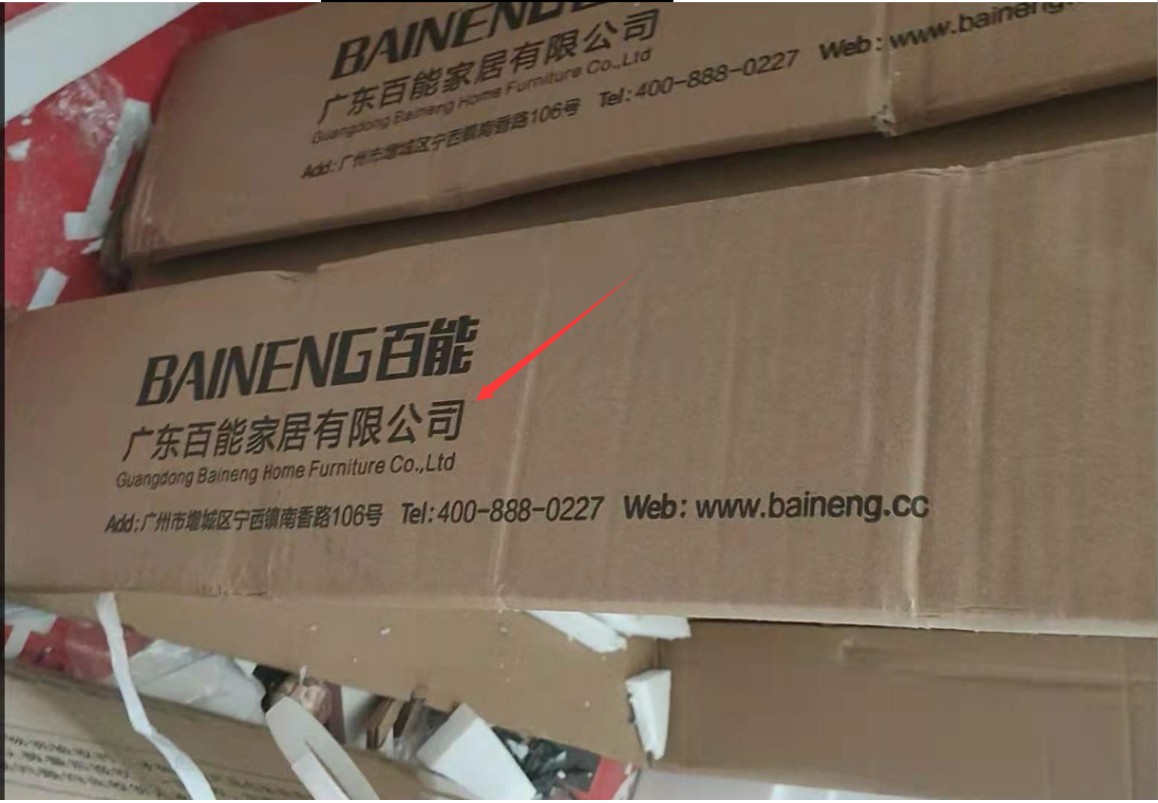 BAINENG
广东百能家居有限公司
Guangdong Baineng Home Furniture Co.,Ltd
Add:广州市增城区宁西镇南香路106号 Tel:400-888-0227 Web:www.baineng.
BAINENG百能
广东百能家居有限公司
Guangdong Baineng Home Furniture Co.,Ltd
Add:广州市增城区宁西镇南香路106号 Tel:400-888-0227 Web: www.baineng.cc